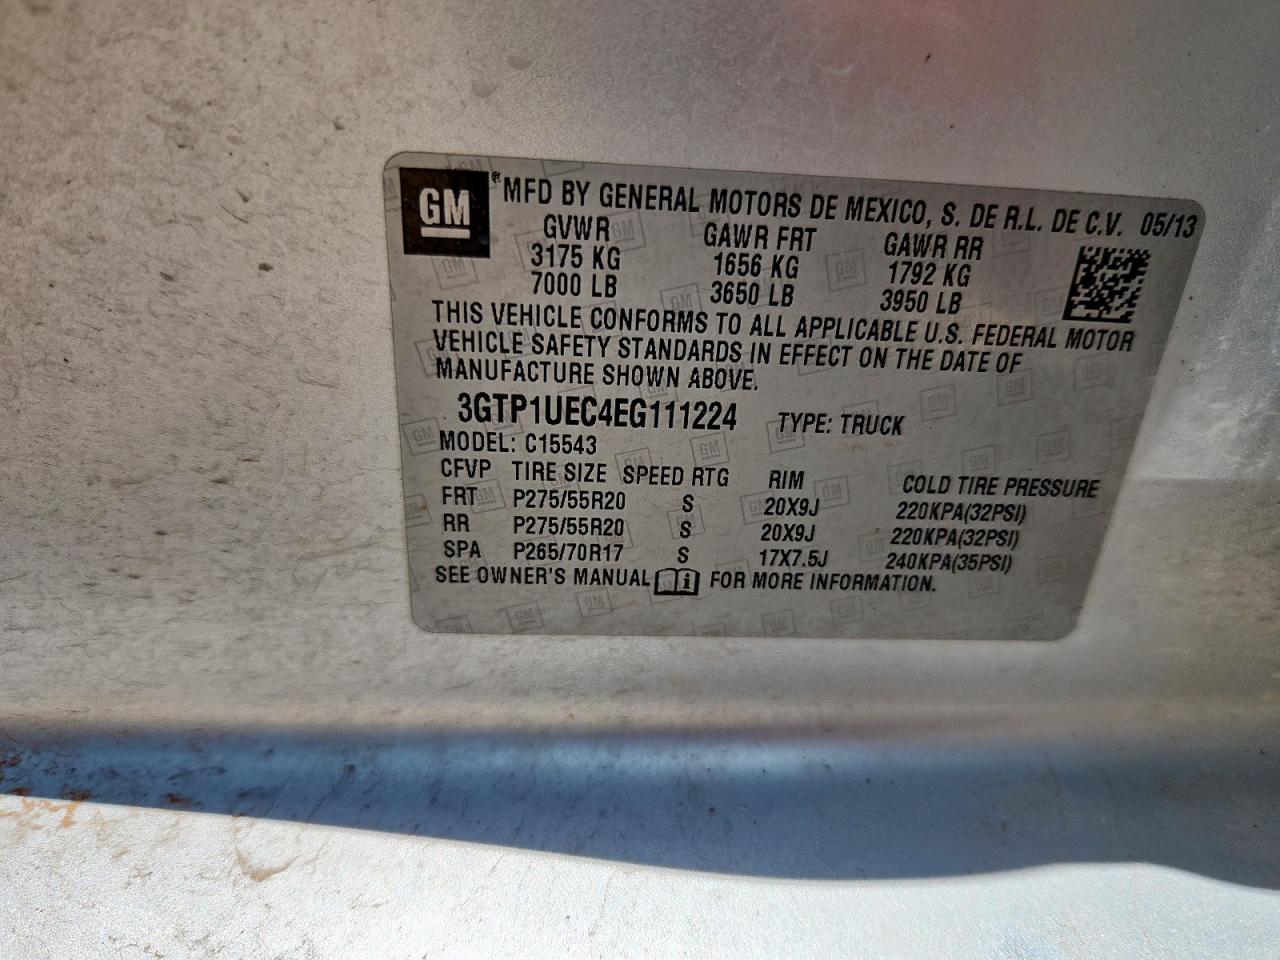 GM ® MFD BY GENERAL MOTORS DE MEXICO, S. DE R.L. DE C.V. 05/13
GVWR GAWR FRT GAWR RR
3175 KG 1656 KG 1792 KG
7000 LB 3650 LB 3950 LB
THIS VEHICLE CONFORMS TO ALL APPLICABLE U.S. FEDERAL MOTOR
VEHICLE SAFETY STANDARDS IN EFFECT ON THE DATE OF
MANUFACTURE SHOWN ABOVE.
3GTP1UEC4EG111224 TYPE: TRUCK
MODEL: C15543
CFVP TIRE SIZE SPEED RTG RIM COLD TIRE PRESSURE
FRT P275/55R20 S 20X9J 220KPA(32PSI)
RR P275/55R20 S 20X9J 220KPA(32PSI)
SPA P265/70R17 S 17X7.5J 240KPA(35PSI)
SEE OWNER'S MANUAL i FOR MORE INFORMATION.